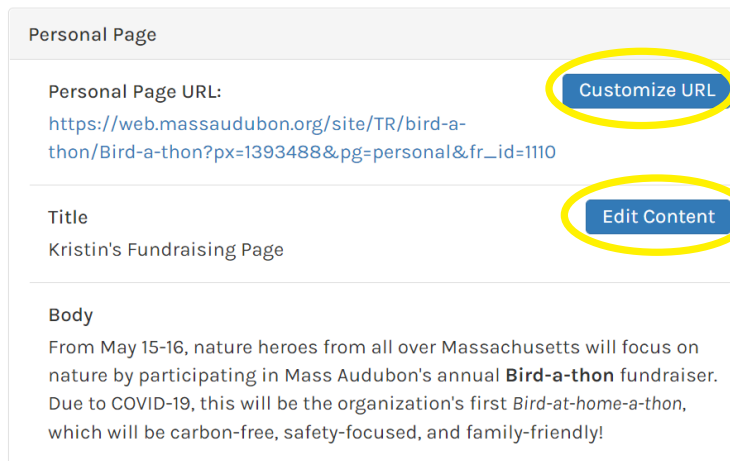 Personal Page
Personal Page URL:
Customize URL
https://web.massaudubon.org/site/TR/bird-a-
thon/Bird-a-thon?px=1393488&pg=personal&fr_id=1110
Title
Edit Content
Kristin's Fundraising Page
Body
From May 15-16, nature heroes from all over Massachusetts will focus on
nature by participating in Mass Audubon's annual Bird-a-thon fundraiser.
Due to COVID-19, this will be the organization's first Bird-at-home-a-thon,
which will be carbon-free, safety-focused, and family-friendly!